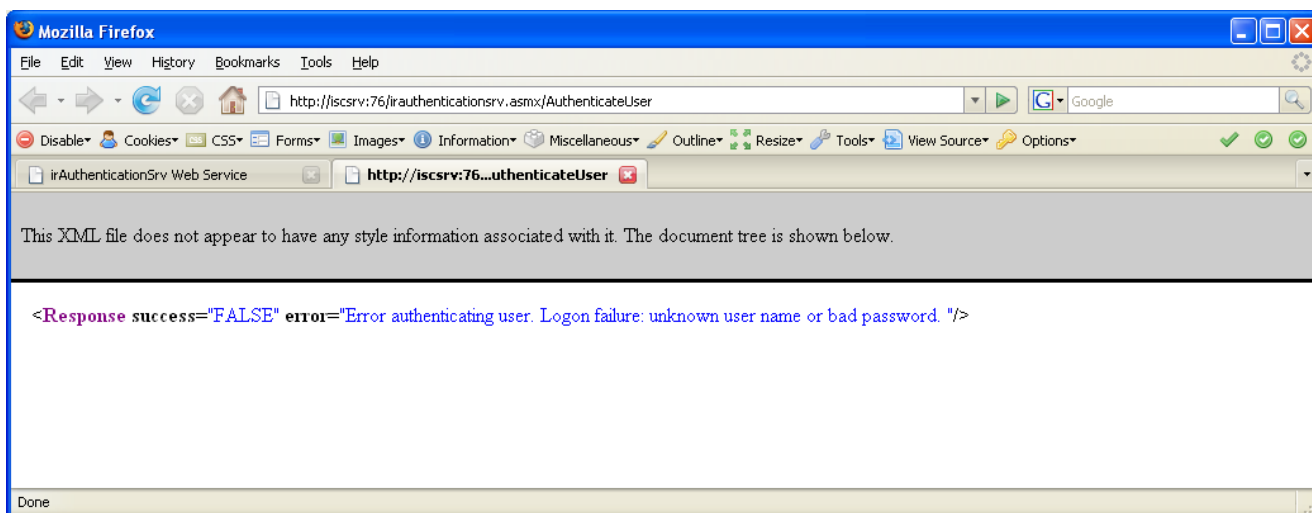 Mozilla Firefox
File Edit View History Bookmarks Tools Help
http://iscsrv:76/irauthenticationsrv.asmx/AuthenticateUser G Google
Disable Cookies CSS Forms Images Information Miscellaneous Outline Resize Tools View Source Options
irAuthenticationSrv Web Service http://iscsrv:76...uthenticateUser
This XML file does not appear to have any style information associated with it. The document tree is shown below.
<Response success="FALSE" error="Error authenticating user. Logon failure: unknown user name or bad password. "/>
Done